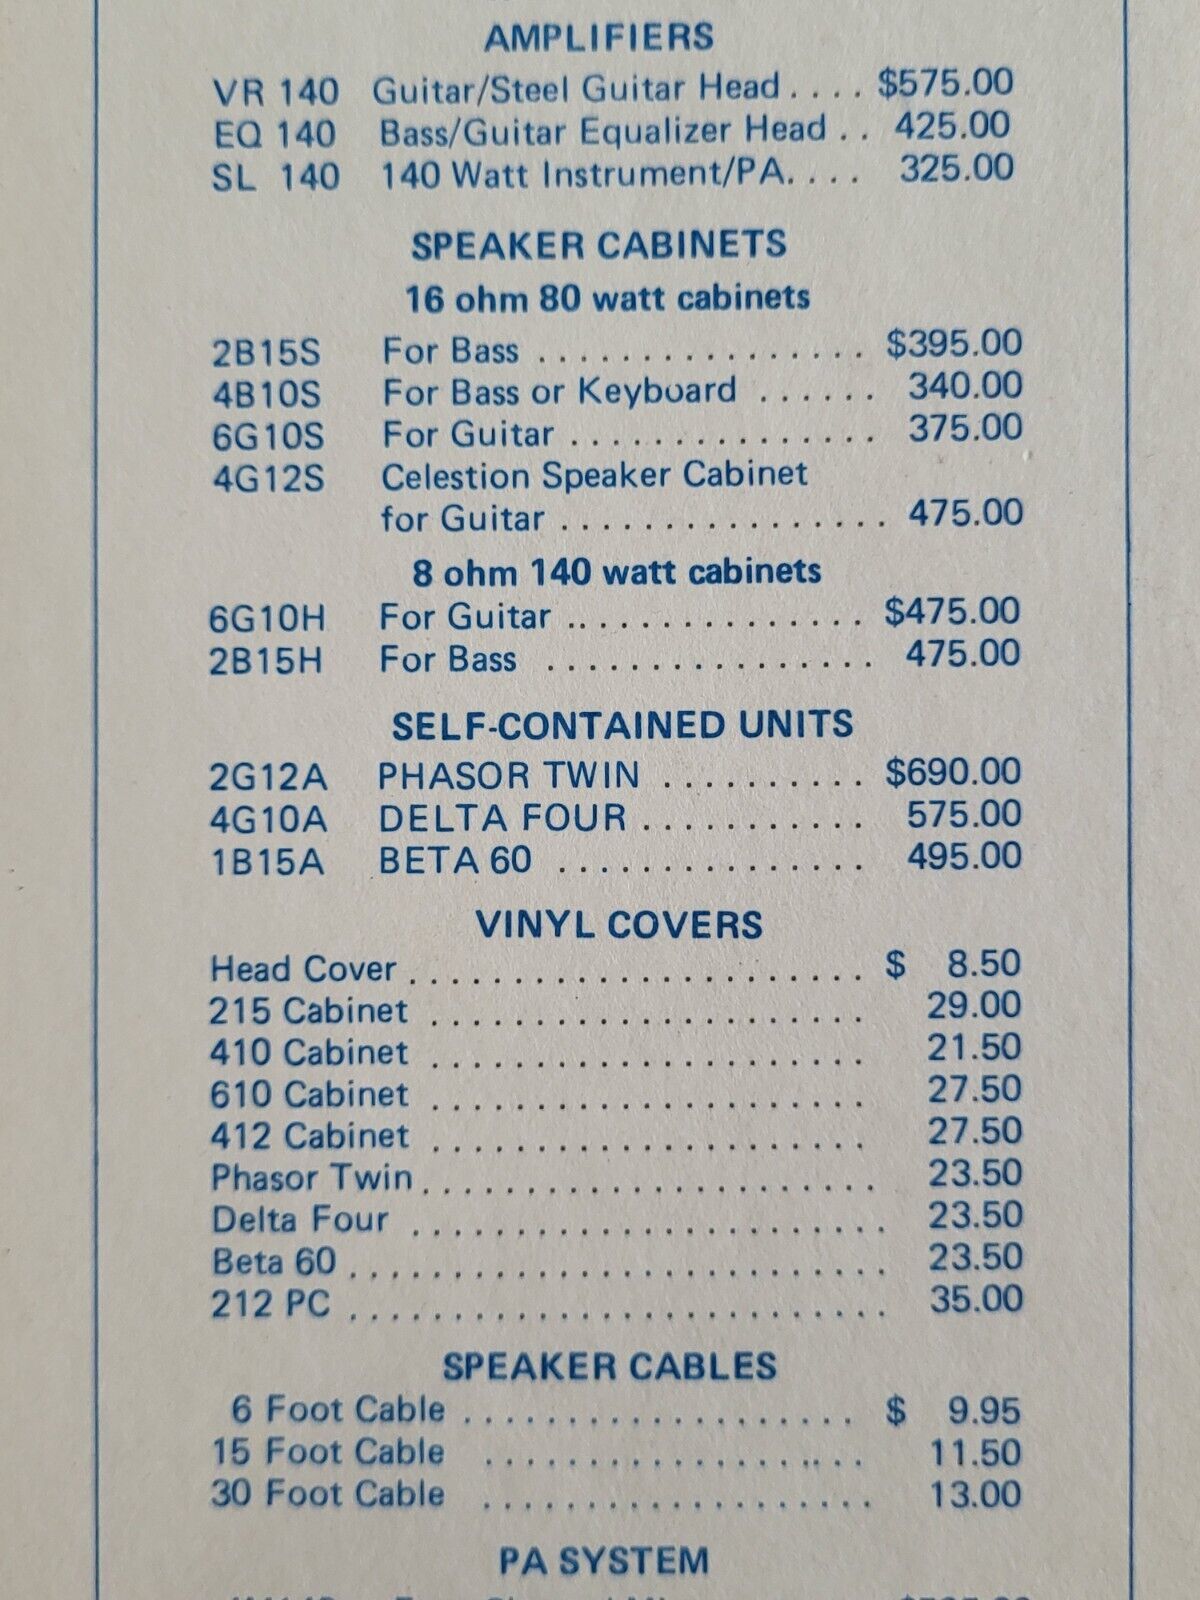 AMPLIFIERS
VR 140 Guitar/Steel Guitar Head . . . . $575.00
EQ 140 Bass/Guitar Equalizer Head . . 425.00
SL 140 140 Watt Instrument/PA. . . . 325.00
SPEAKER CABINETS
16 ohm 80 watt cabinets
2B15S For Bass . . . . . . . . . . . . . . . . $395.00
4B10S For Bass or Keyboard . . . . . . 340.00
6G10S For Guitar . . . . . . . . . . . . . . . 375.00
4G12S Celestion Speaker Cabinet
for Guitar . . . . . . . . . . . . . . . . 475.00
8 ohm 140 watt cabinets
6G10H For Guitar . . . . . . . . . . . . . . . $475.00
2B15H For Bass . . . . . . . . . . . . . . . . 475.00
SELF-CONTAINED UNITS
2G12A PHASOR TWIN . . . . . . . . . . $690.00
4G10A DELTA FOUR . . . . . . . . . . . 575.00
1B15A BETA 60 . . . . . . . . . . . . . . . 495.00
VINYL COVERS
Head Cover . . . . . . . . . . . . . . . . . . . . . . $ 8.50
215 Cabinet . . . . . . . . . . . . . . . . . . . . . 29.00
410 Cabinet . . . . . . . . . . . . . . . . . . . . . 21.50
610 Cabinet . . . . . . . . . . . . . . . . . . . . . 27.50
412 Cabinet . . . . . . . . . . . . . . . . . . . . . 27.50
Phasor Twin . . . . . . . . . . . . . . . . . . . . . . 23.50
Delta Four . . . . . . . . . . . . . . . . . . . . . . . 23.50
Beta 60 . . . . . . . . . . . . . . . . . . . . . . . . . . 23.50
212 PC . . . . . . . . . . . . . . . . . . . . . . . . . . 35.00
SPEAKER CABLES
6 Foot Cable . . . . . . . . . . . . . . . . . . . $ 9.95
15 Foot Cable . . . . . . . . . . . . . . . . . . . 11.50
30 Foot Cable . . . . . . . . . . . . . . . . . . . 13.00
PA SYSTEM